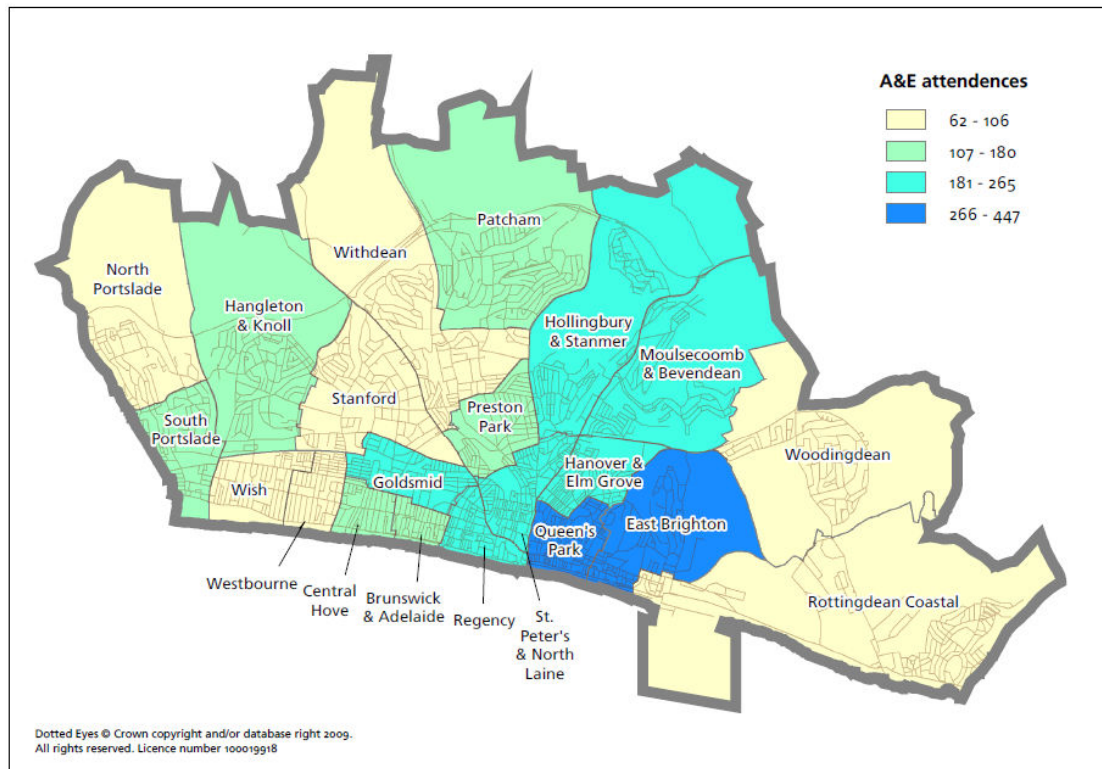 A&E attendences
62 - 106
107 - 180
181 - 265
266 - 447
Patcham
Withdean
North
Portslade
Hangleton
& Knoll
Hollingbury
& Stanmer
Moulsecoomb
& Bevendean
Stanford
Preston
Park
South
Portslade
Woodingdean
Hanover &
Elm Grove
Goldsmid
Wish
Queen's
Park
East Brighton
Rottingdean Coastal
Westbourne
Central
Hove
Brunswick
& Adelaide
Regency
St.
Peter's
& North
Laine
Dotted Eyes © Crown copyright and/or database right 2009.
All rights reserved. Licence number 100019918